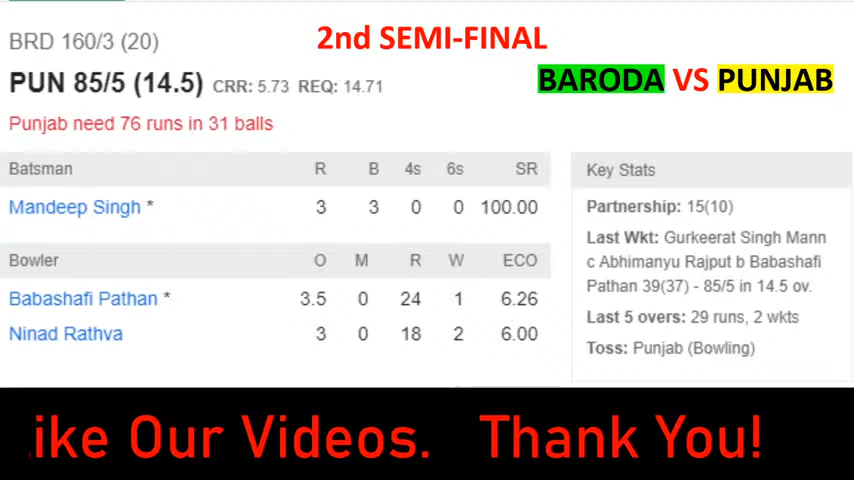 BRD 160/3 (20)
2nd SEMI-FINAL
PUN 85/5 (14.5) CRR: 5.73 REQ: 14.71
BARODA VS PUNJAB
Punjab need 76 runs in 31 balls
Batsman R B 4s 6s SR
Mandeep Singh * 3 3 0 0 100.00
Bowler O M R W ECO
Babashafi Pathan * 3.5 0 24 1 6.26
Ninad Rathva 3 0 18 2 6.00
Key Stats
Partnership: 15(10)
Last Wkt: Gurkeerat Singh Mann
c Abhimanyu Rajput b Babashafi
Pathan 39(37) - 85/5 in 14.5 ov.
Last 5 overs: 29 runs, 2 wkts
Toss: Punjab (Bowling)
ike Our Videos. Thank You!